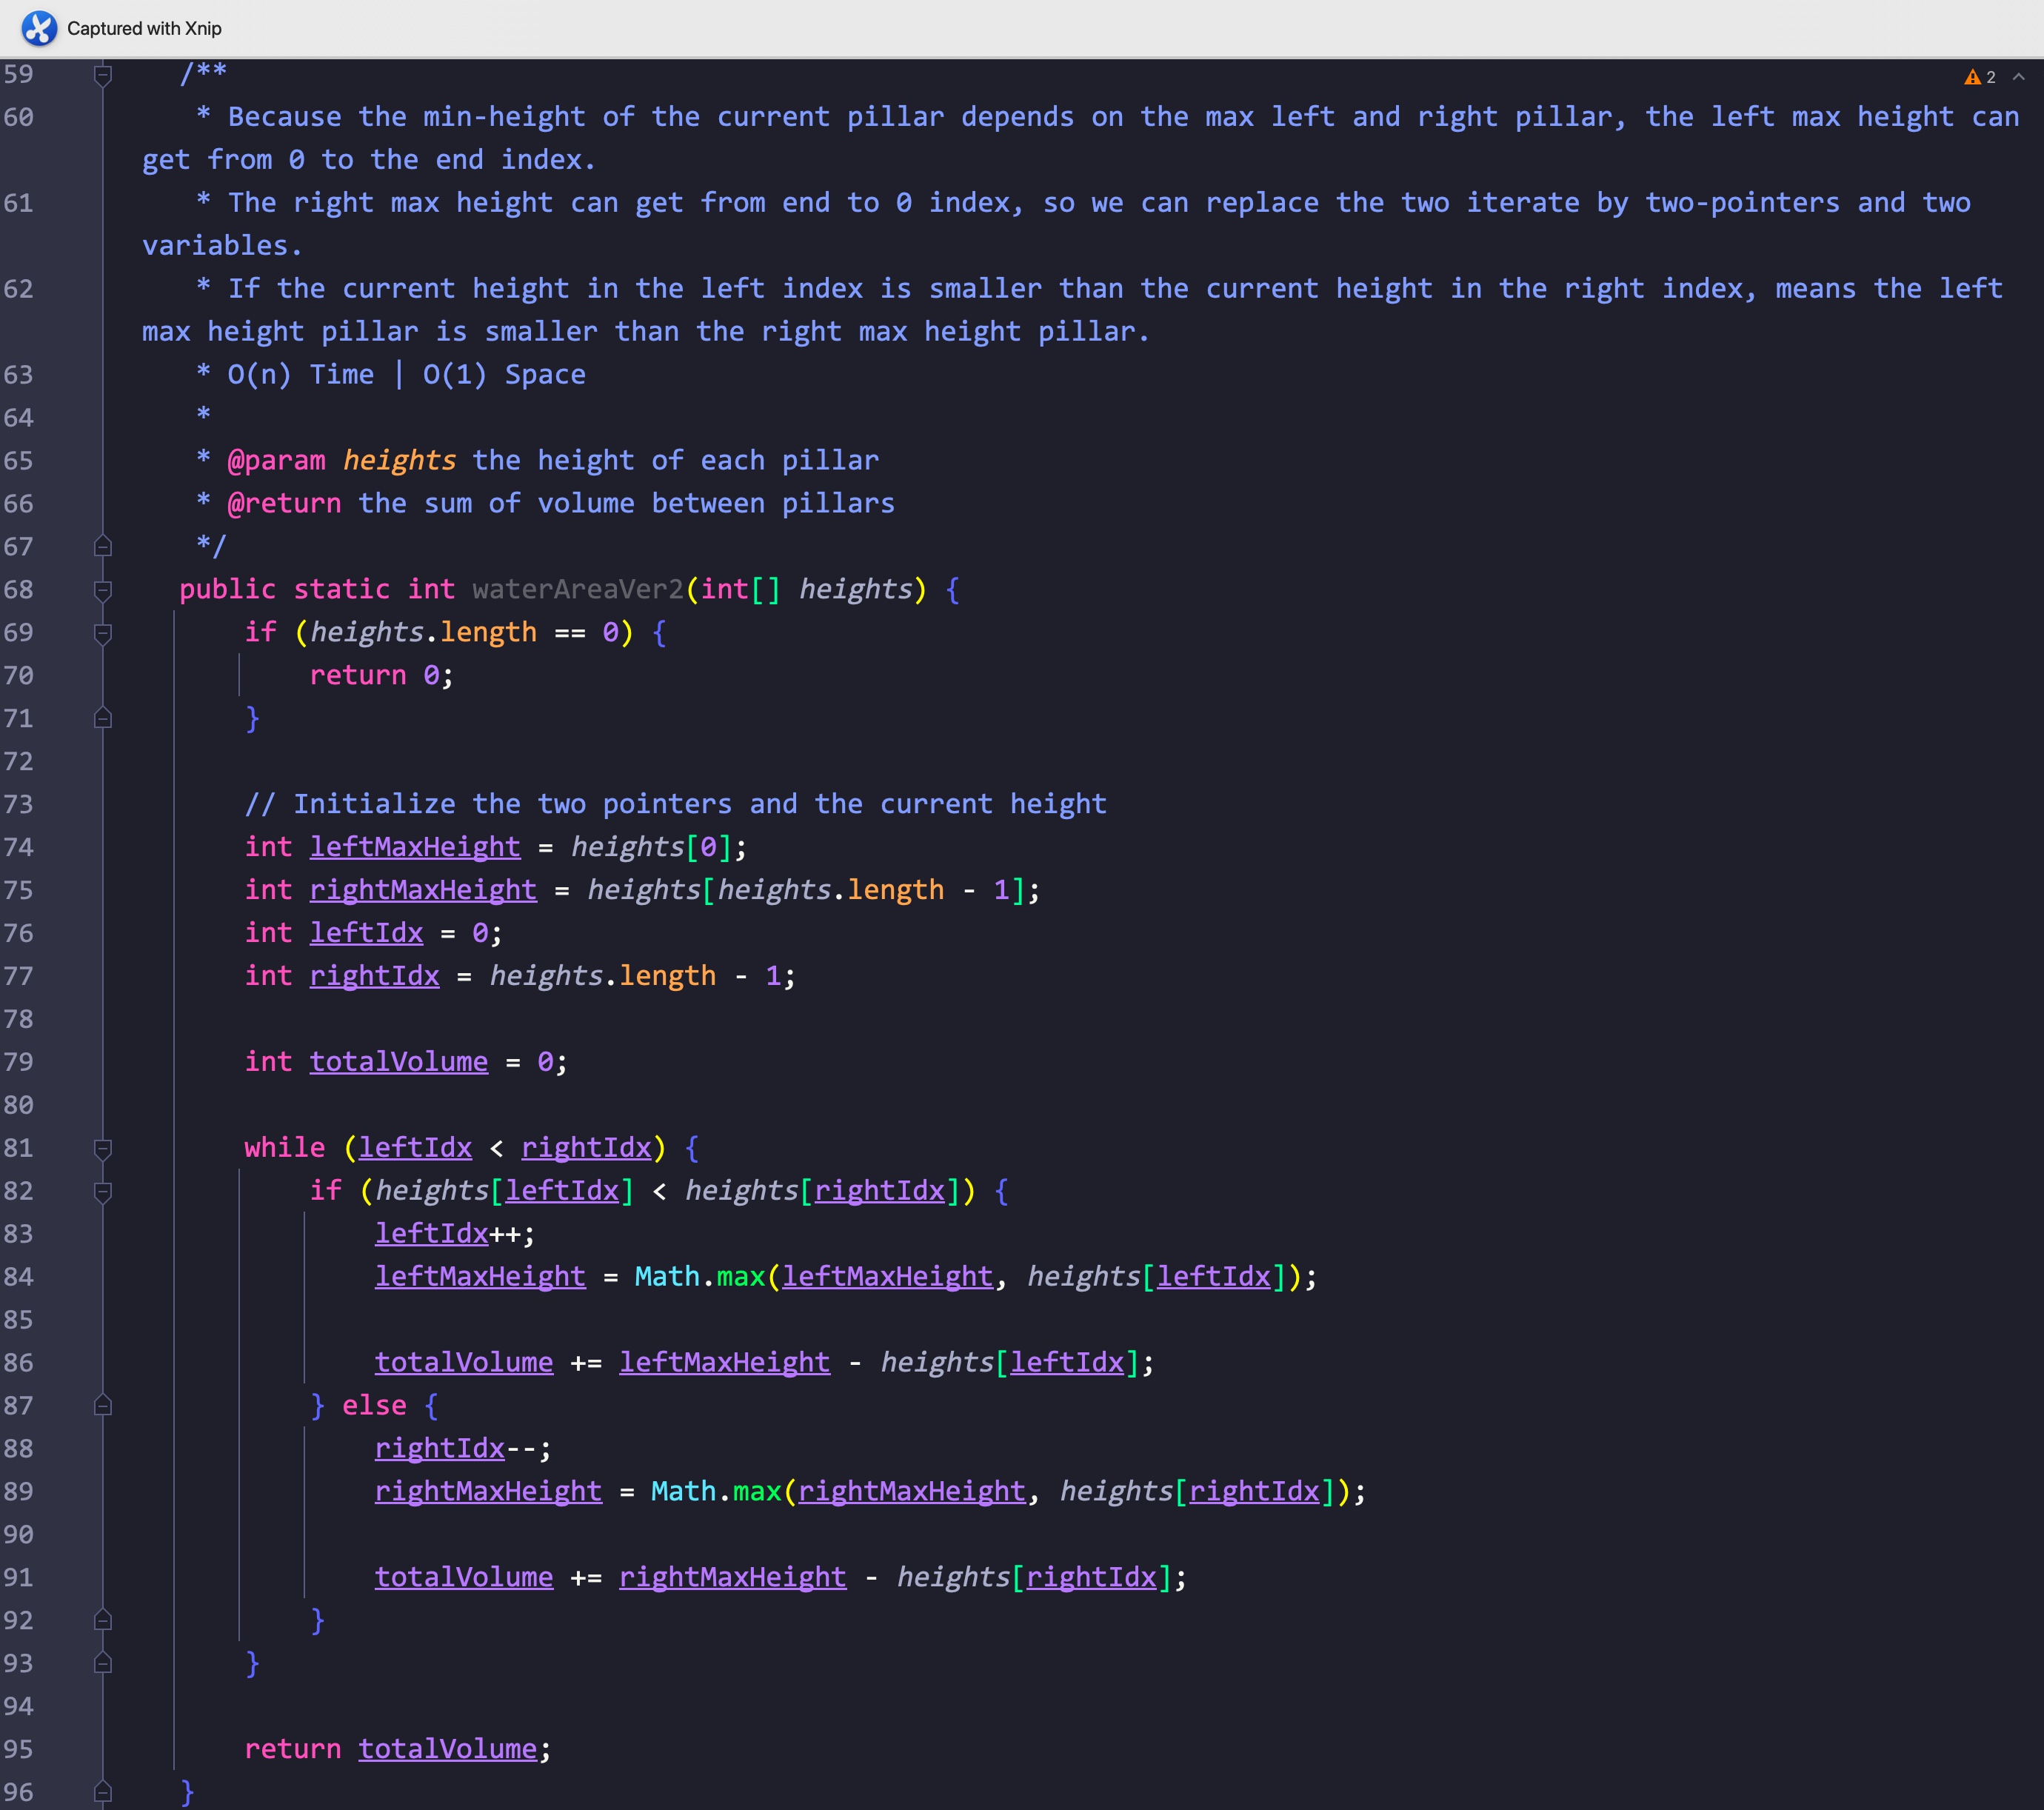 Captured with Xnip
2
59 /**
60 * Because the min-height of the current pillar depends on the max left and right pillar, the left max height can
get from 0 to the end index.
61 * The right max height can get from end to 0 index, so we can replace the two iterate by two-pointers and two
variables.
62 * If the current height in the left index is smaller than the current height in the right index, means the left
max height pillar is smaller than the right max height pillar.
63 * O(n) Time | O(1) Space
64 *
65 * @param heights the height of each pillar
66 * @return the sum of volume between pillars
67 */
68 public static int waterAreaVer2(int[] heights) {
69 if (heights.length == 0) {
70 return 0;
71 }
72
73 // Initialize the two pointers and the current height
74 int leftMaxHeight = heights[0];
75 int rightMaxHeight = heights[heights.length - 1];
76 int leftIdx = 0;
77 int rightIdx = heights.length - 1;
78
79 int totalVolume = 0;
80
81 while (leftIdx < rightIdx) {
82 if (heights[leftIdx] < heights[rightIdx]) {
83 leftIdx++;
84 leftMaxHeight = Math.max(leftMaxHeight, heights[leftIdx]);
85
86 totalVolume += leftMaxHeight - heights[leftIdx];
87 } else {
88 rightIdx--;
89 rightMaxHeight = Math.max(rightMaxHeight, heights[rightIdx]);
90
91 totalVolume += rightMaxHeight - heights[rightIdx];
92 }
93 }
94
95 return totalVolume;
96 }